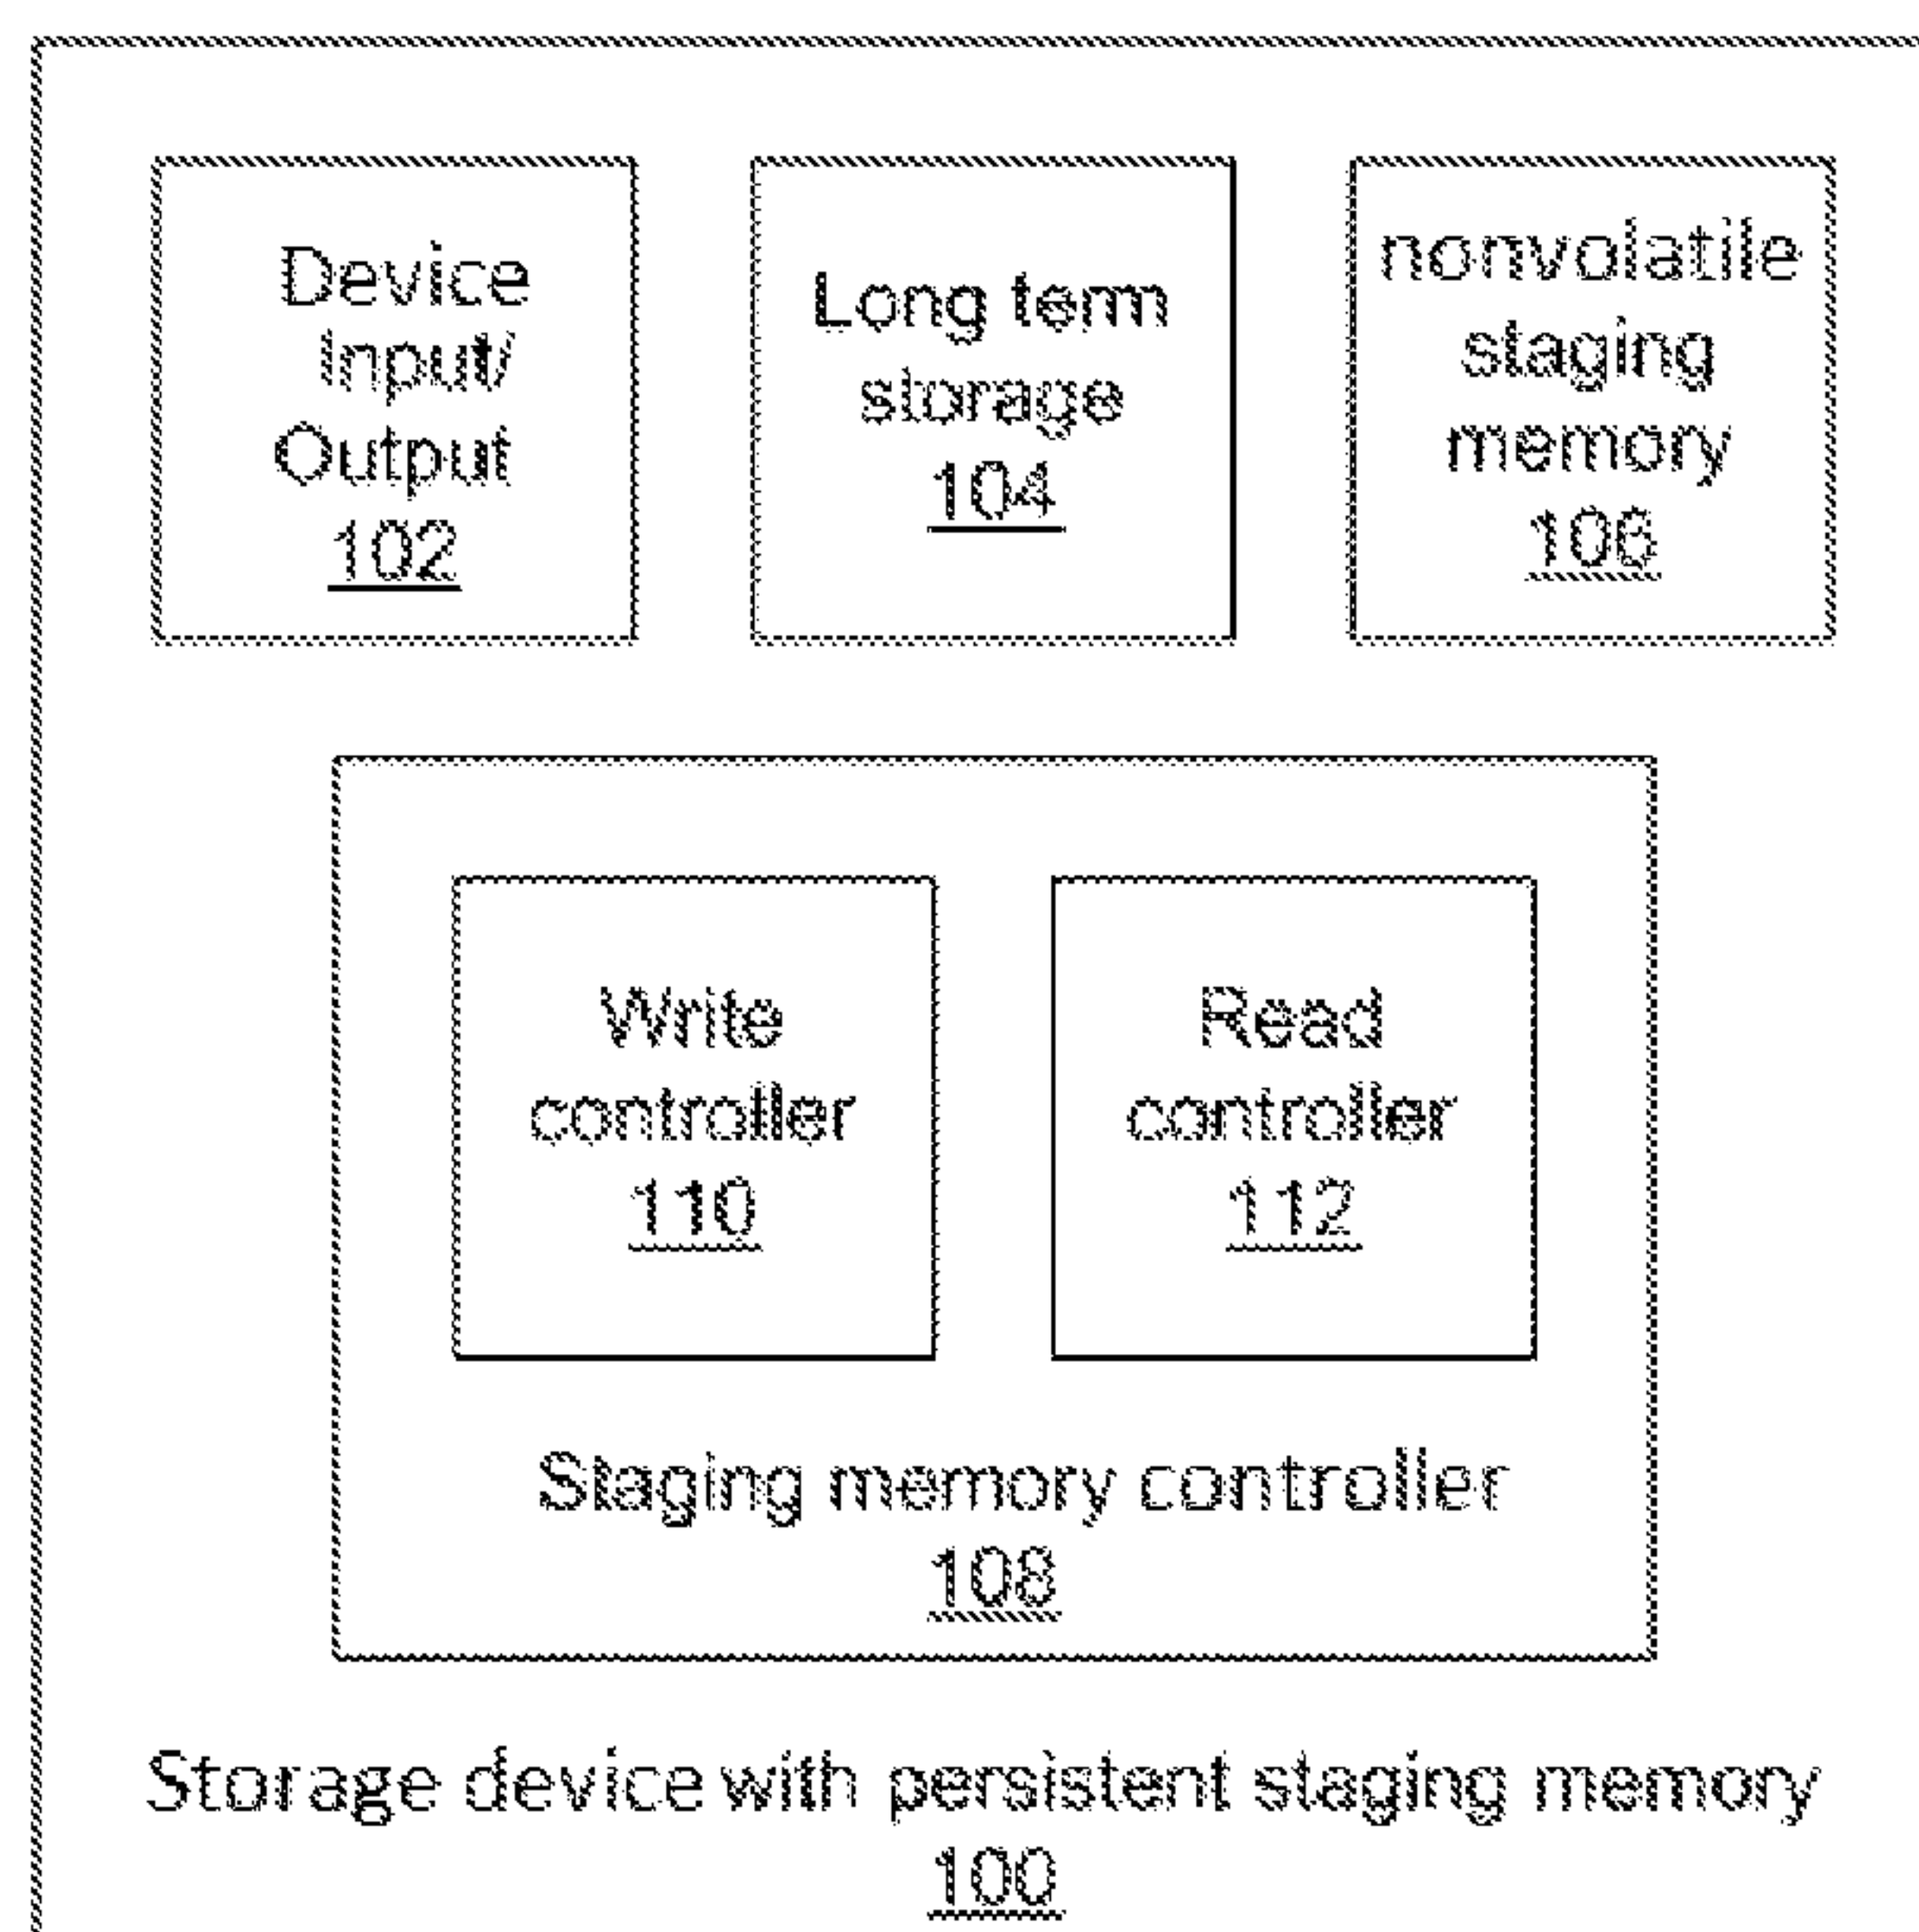 Device
Input/
Output
102
Long term
storage
104
nonvolatile
staging
memory
106
Write
controller
110
Read
controller
112
Staging memory controller
108
Storage device with persistent staging memory
100